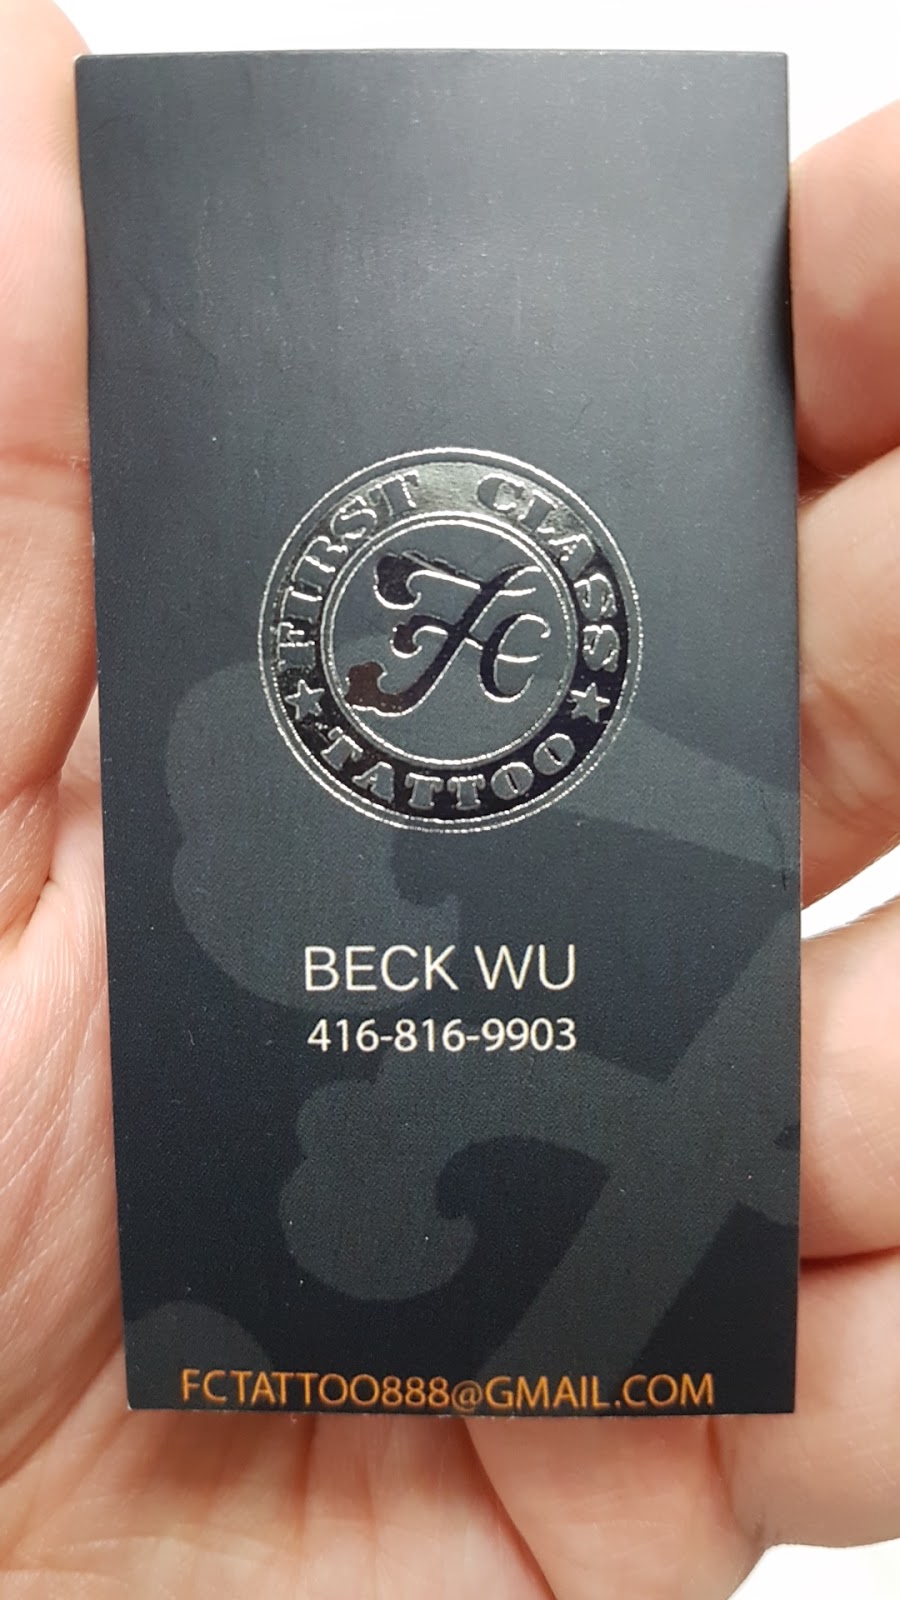 FIRST CLASS
FC
TATTOO
BECK WU
416-816-9903
FCTATTOO888@GMAIL.COM